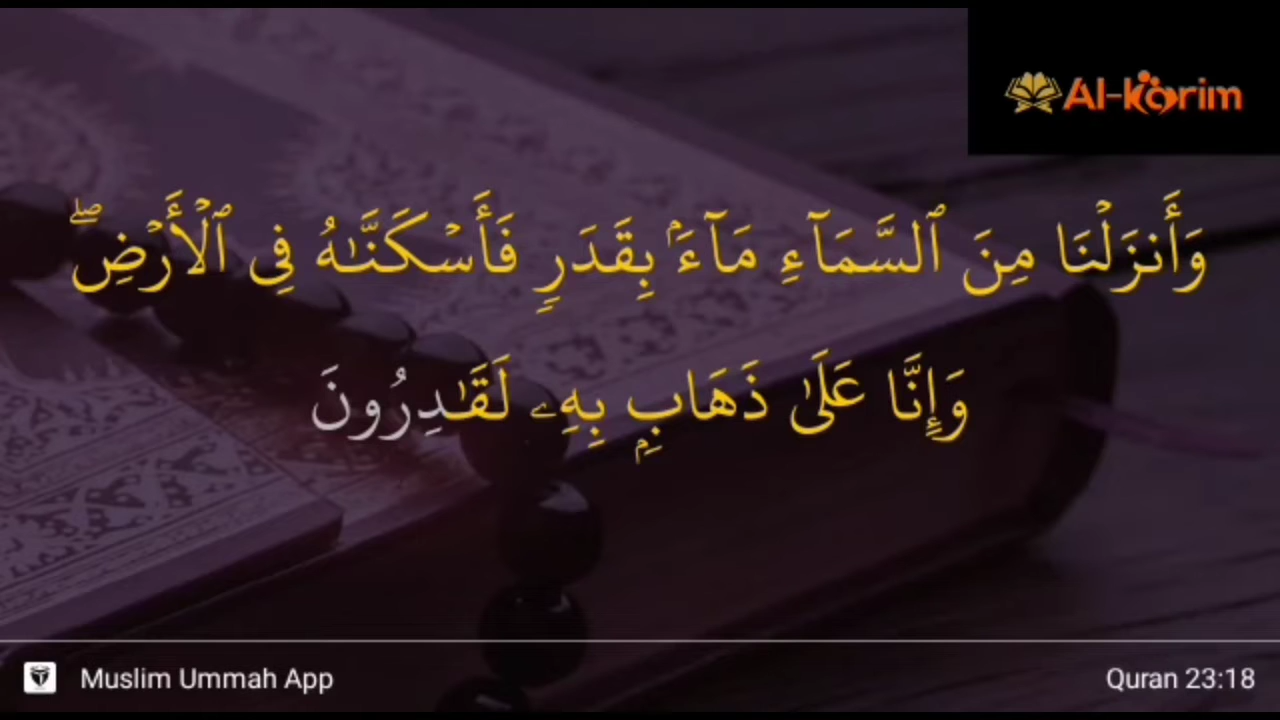 Al-karim
وَأَنزَلْنَا مِنَ ٱلسَّمَآءِ مَآءَۢ بِقَدَرٍ فَأَسْكَنَّـٰهُ فِى ٱلْأَرْضِ ۖ
وَإِنَّا عَلَىٰ ذَهَابٍۭ بِهِۦ لَقَـٰدِرُونَ
Muslim Ummah App
Quran 23:18